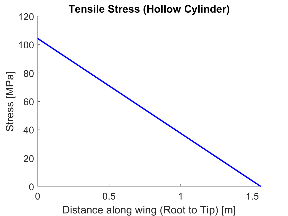 Tensile Stress (Hollow Cylinder)
120
100
80
60
40
20
0
Stress [MPa]
0 0.5 1 1.5
Distance along wing (Root to Tip) [m]